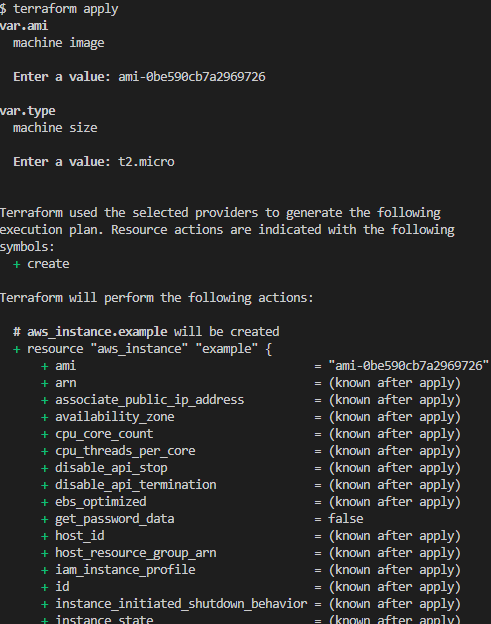 $ terraform apply
var.ami
  machine image

  Enter a value: ami-0be590cb7a2969726

var.type
  machine size

  Enter a value: t2.micro


Terraform used the selected providers to generate the following
execution plan. Resource actions are indicated with the following
symbols:
  + create

Terraform will perform the following actions:

  # aws_instance.example will be created
  + resource "aws_instance" "example" {
      + ami                                  = "ami-0be590cb7a2969726"
      + arn                                  = (known after apply)
      + associate_public_ip_address          = (known after apply)
      + availability_zone                    = (known after apply)
      + cpu_core_count                       = (known after apply)
      + cpu_threads_per_core                 = (known after apply)
      + disable_api_stop                     = (known after apply)
      + disable_api_termination              = (known after apply)
      + ebs_optimized                        = (known after apply)
      + get_password_data                    = false
      + host_id                              = (known after apply)
      + host_resource_group_arn              = (known after apply)
      + iam_instance_profile                 = (known after apply)
      + id                                   = (known after apply)
      + instance_initiated_shutdown_behavior = (known after apply)
      + instance_state                       = (known after apply)